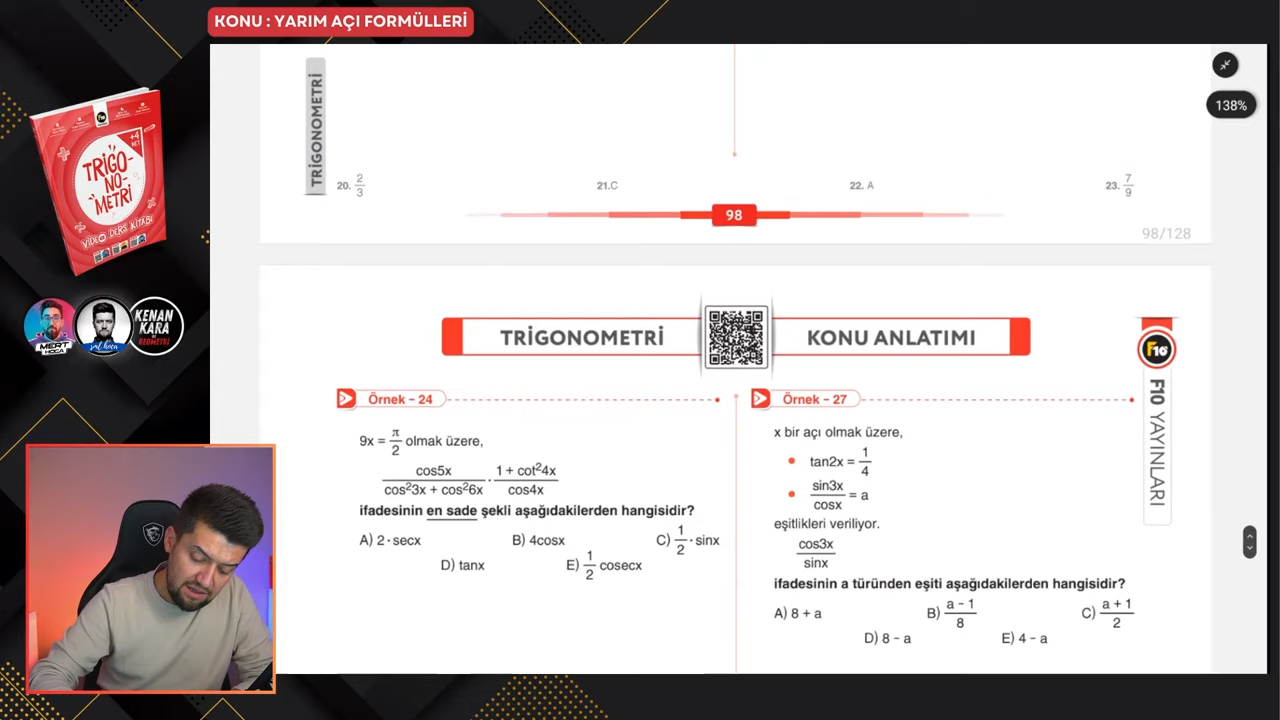 KONU : YARIM AÇI FORMÜLLERİ
138%
TRİGONOMETRİ
20. 2/3
21.C
22. A
23. 7/9
98
98/128
+4 NET
TRİGO-
NO-
METRİ
VİDEO DERS KİTABI
MERT HOCA
KENAN
KARA
GEOMETRİ
TRİGONOMETRİ
KONU ANLATIMI
F10
F10 YAYINLARI
Örnek – 24
9x = π/2 olmak üzere,
cos5x / (cos²3x + cos²6x) · (1 + cot²4x) / cos4x
ifadesinin en sade şekli aşağıdakilerden hangisidir?
A) 2·secx B) 4cosx C) 1/2 · sinx
D) tanx E) 1/2 cosecx
Örnek – 27
x bir açı olmak üzere,
• tan2x = 1/4
• sin3x / cosx = a
eşitlikleri veriliyor.
cos3x / sinx
ifadesinin a türünden eşiti aşağıdakilerden hangisidir?
A) 8 + a B) (a – 1)/8 C) (a + 1)/2
D) 8 – a E) 4 – a